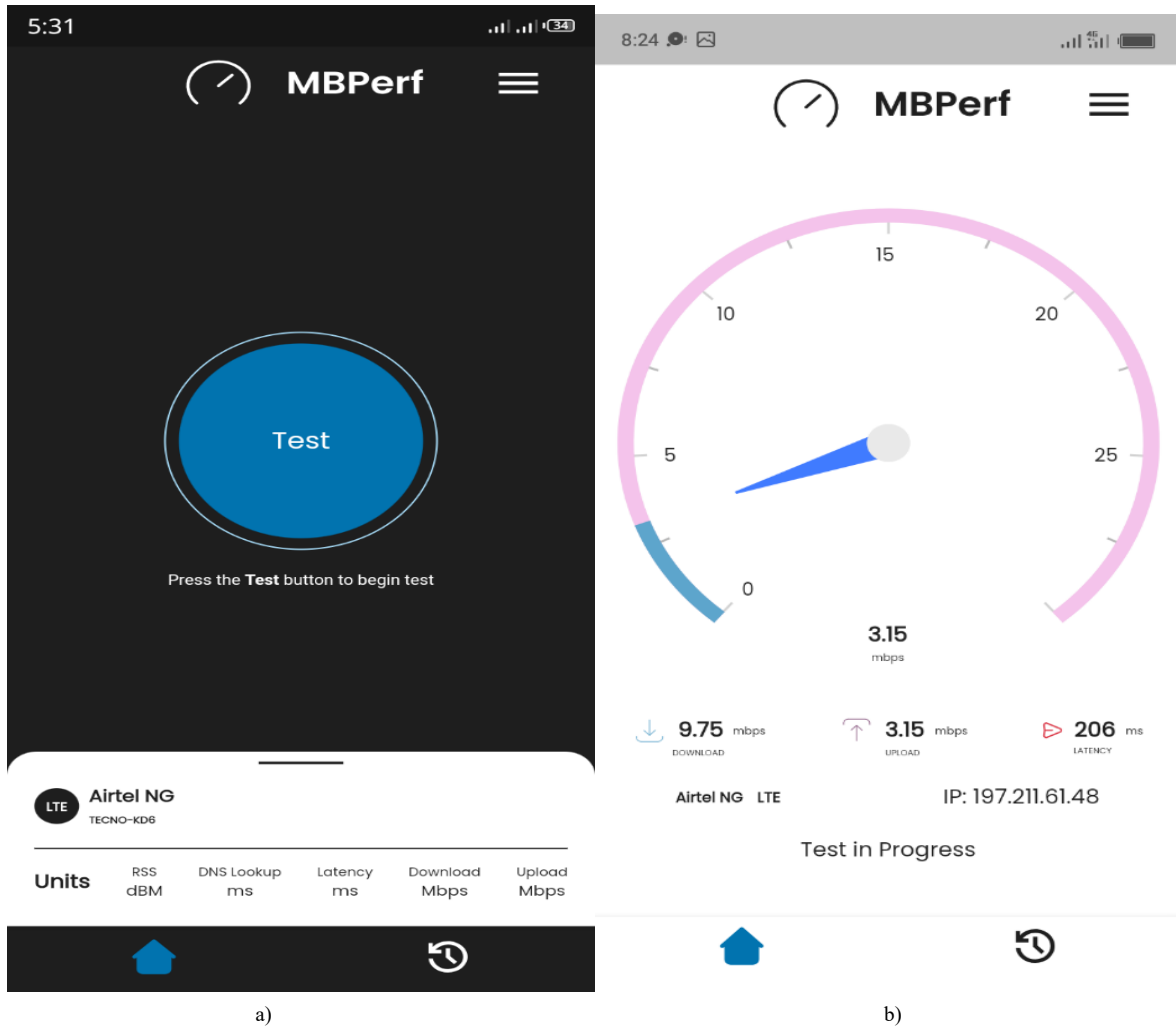 5:31
34
MBPerf
Test
Press the Test button to begin test
LTE
Airtel NG
TECNO-KD6
Units
RSS DNS Lookup Latency Download Upload
dBM ms ms Mbps Mbps
a)
8:24
4G
MBPerf
15
10 20
5 25
0
3.15
mbps
9.75 mbps 3.15 mbps 206 ms
DOWNLOAD UPLOAD LATENCY
Airtel NG LTE IP: 197.211.61.48
Test in Progress
b)